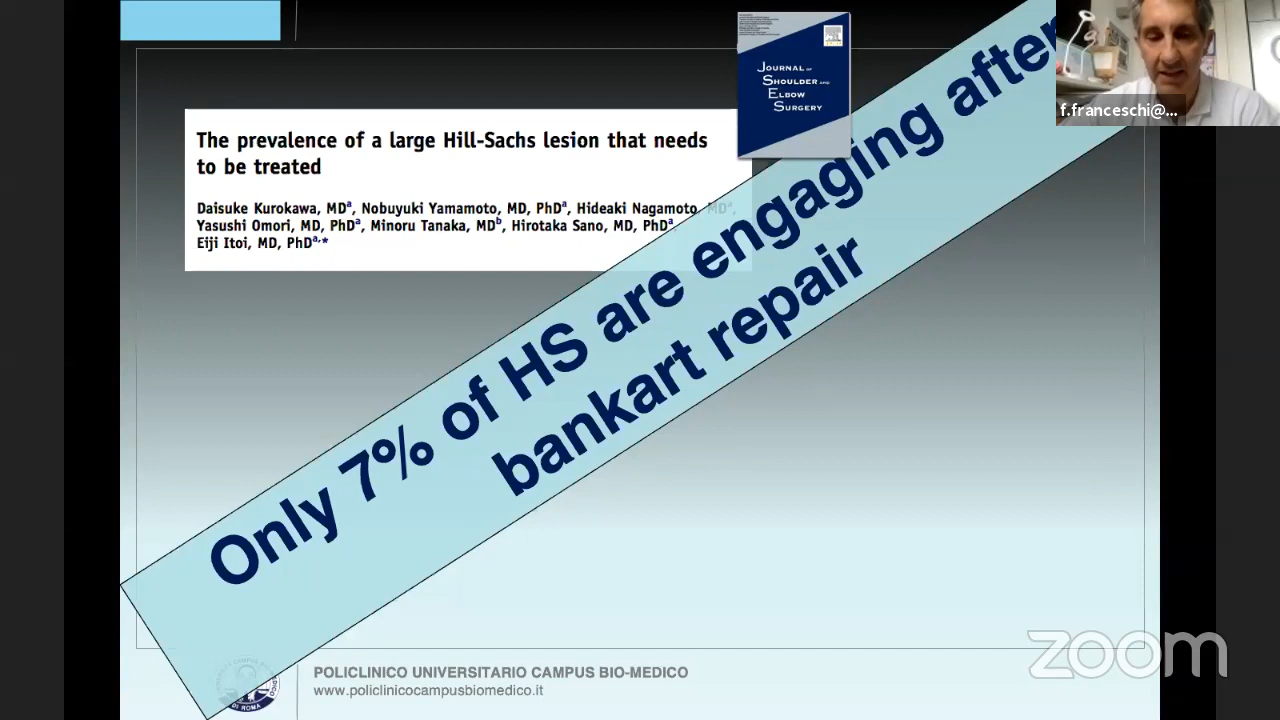 JOURNAL OF
SHOULDER AND
ELBOW
SURGERY
f.franceschi@...
The prevalence of a large Hill-Sachs lesion that needs
to be treated
Daisuke Kurokawa, MDa, Nobuyuki Yamamoto, MD, PhDa, Hideaki Nagamoto, MDa,
Yasushi Omori, MD, PhDa, Minoru Tanaka, MDb, Hirotaka Sano, MD, PhDa
Eiji Itoi, MD, PhDa,*
Only 7% of HS are engaging after
bankart repair
POLICLINICO UNIVERSITARIO CAMPUS BIO-MEDICO
www.policlinicocampusbiomedico.it
DI ROMA
zoom